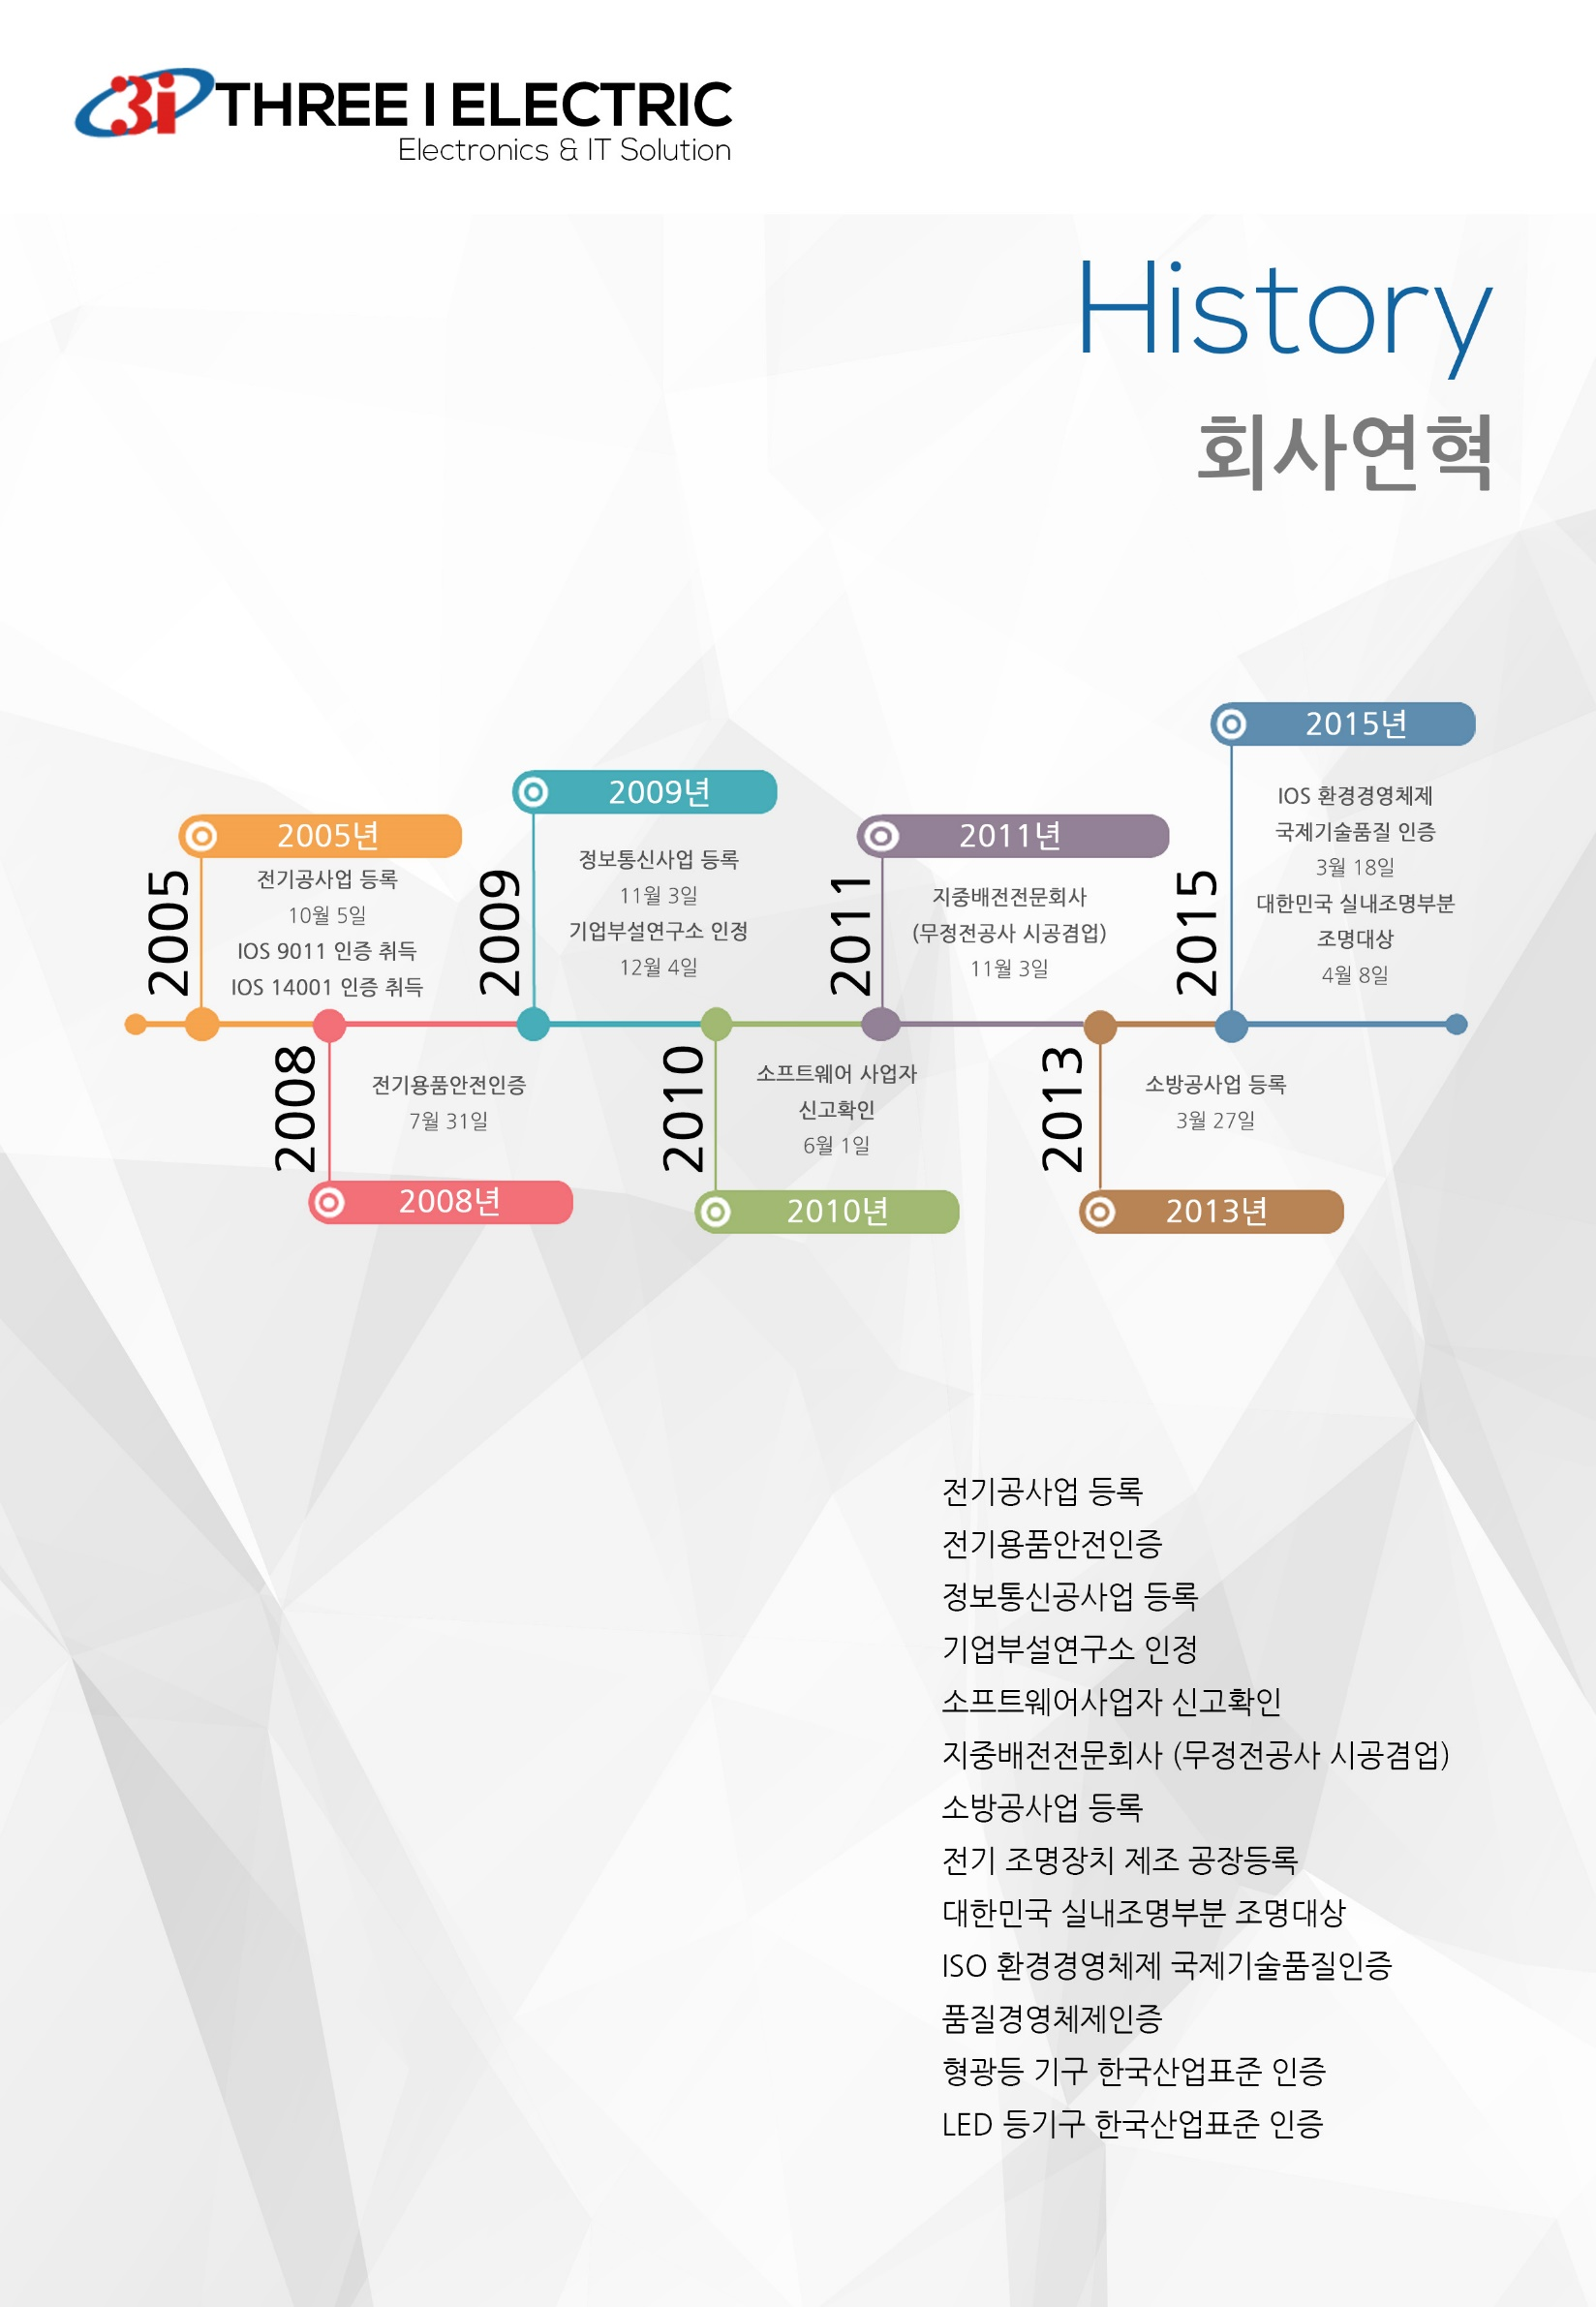 3i THREE I ELECTRIC
Electronics & IT Solution
History
회사연혁
2005년
2005
전기공사업 등록
10월 5일
IOS 9011 인증 취득
IOS 14001 인증 취득
2008
전기용품안전인증
7월 31일
2008년
2009년
2009
정보통신사업 등록
11월 3일
기업부설연구소 인정
12월 4일
2010
소프트웨어 사업자
신고확인
6월 1일
2010년
2011년
2011
지중배전전문회사
(무정전공사 시공겸업)
11월 3일
2013
소방공사업 등록
3월 27일
2013년
2015년
2015
IOS 환경경영체제
국제기술품질 인증
3월 18일
대한민국 실내조명부분
조명대상
4월 8일
전기공사업 등록
전기용품안전인증
정보통신공사업 등록
기업부설연구소 인정
소프트웨어사업자 신고확인
지중배전전문회사 (무정전공사 시공겸업)
소방공사업 등록
전기 조명장치 제조 공장등록
대한민국 실내조명부분 조명대상
ISO 환경경영체제 국제기술품질인증
품질경영체제인증
형광등 기구 한국산업표준 인증
LED 등기구 한국산업표준 인증